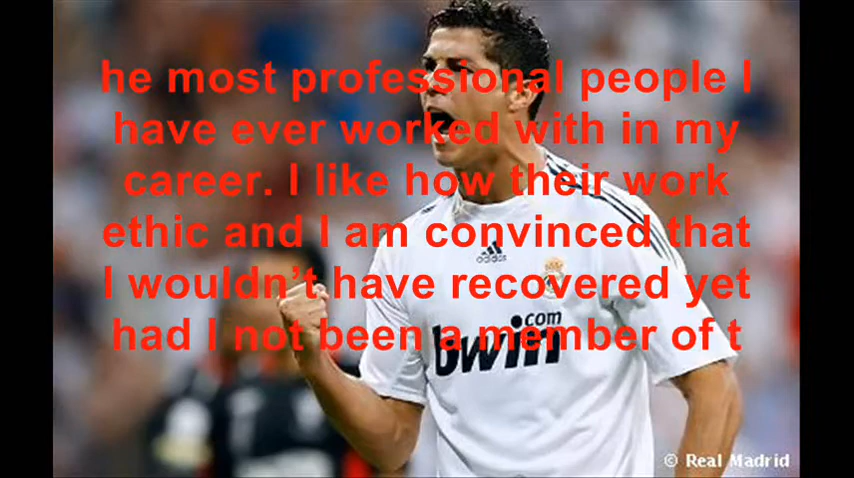 he most professional people I
have ever worked with in my
career. I like how their work
ethic and I am convinced that
I wouldn't have recovered yet
had I not been a member of t
adidas
bwin
.com
© Real Madrid